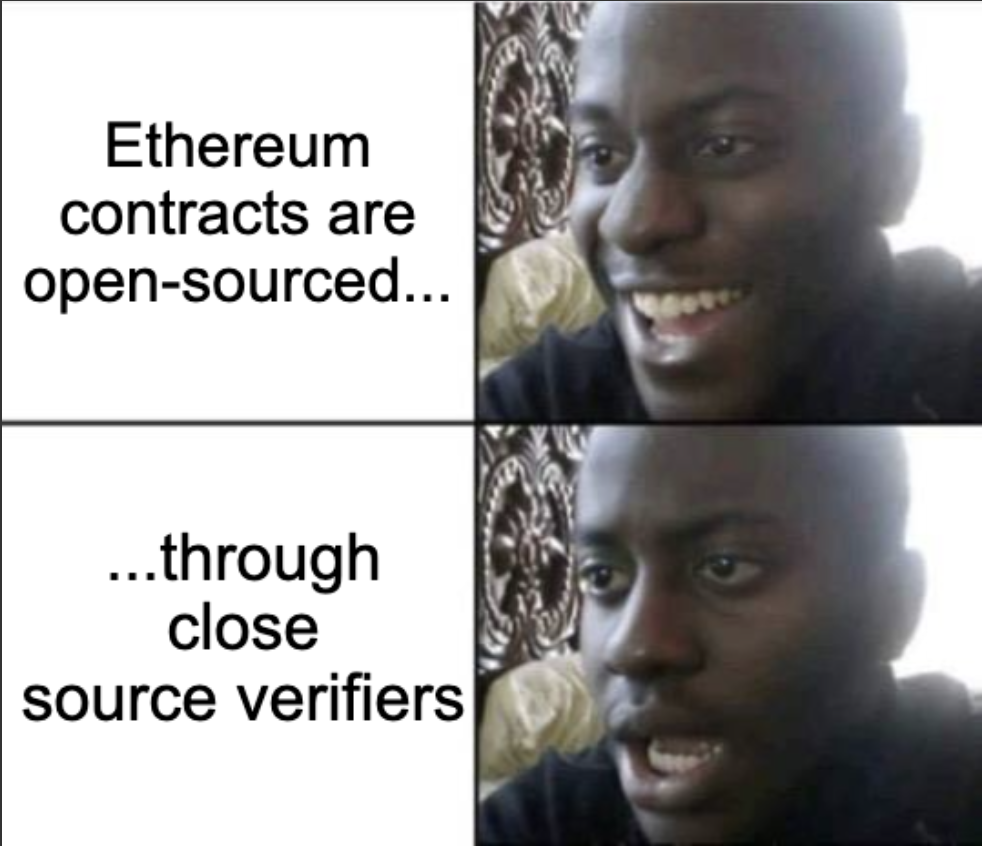 Ethereum
contracts are
open-sourced...
...through
close
source verifiers